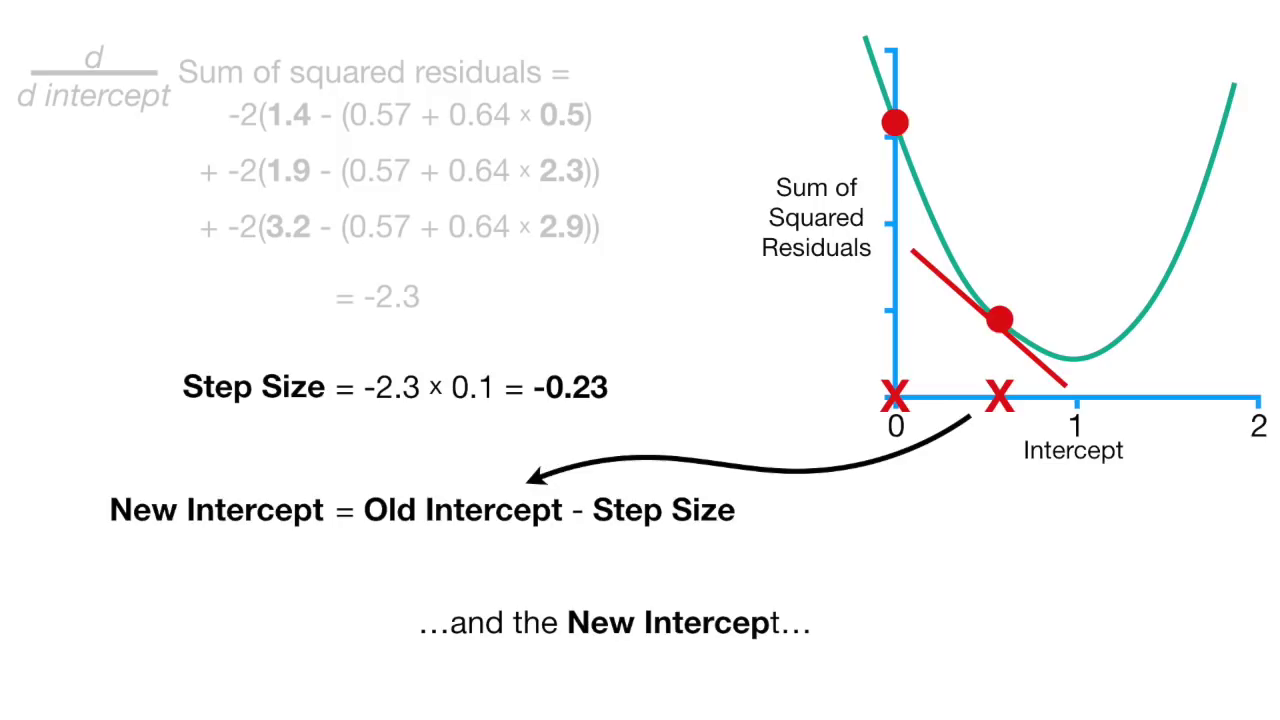 d
d intercept
Sum of squared residuals =
-2(1.4 - (0.57 + 0.64 × 0.5)
+ -2(1.9 - (0.57 + 0.64 × 2.3))
+ -2(3.2 - (0.57 + 0.64 × 2.9))
= -2.3
Step Size = -2.3 × 0.1 = -0.23
New Intercept = Old Intercept - Step Size
…and the New Intercept…
Sum of
Squared
Residuals
X X
0 1 2
Intercept